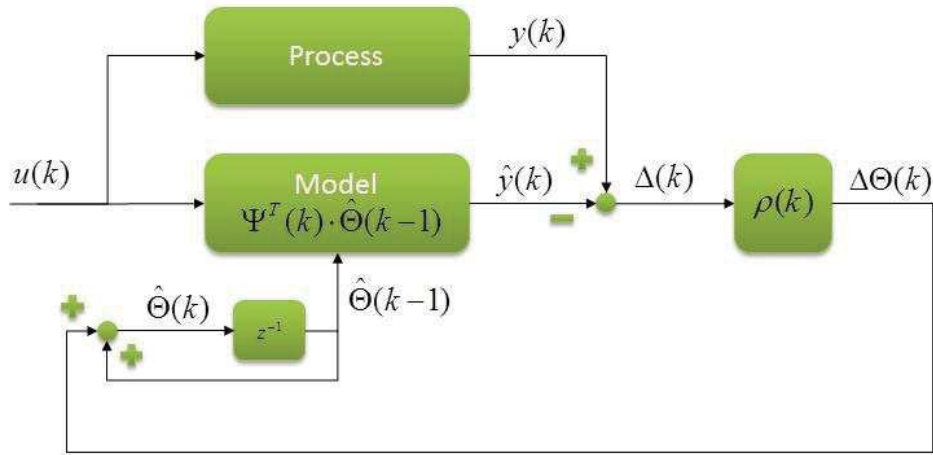 y(k)
Process
u(k)
Model
Ψ^T(k)·Θ̂(k−1)
ŷ(k)
+
−
Δ(k)
ρ(k)
ΔΘ(k)
+
Θ̂(k)
+
z^{-1}
Θ̂(k−1)